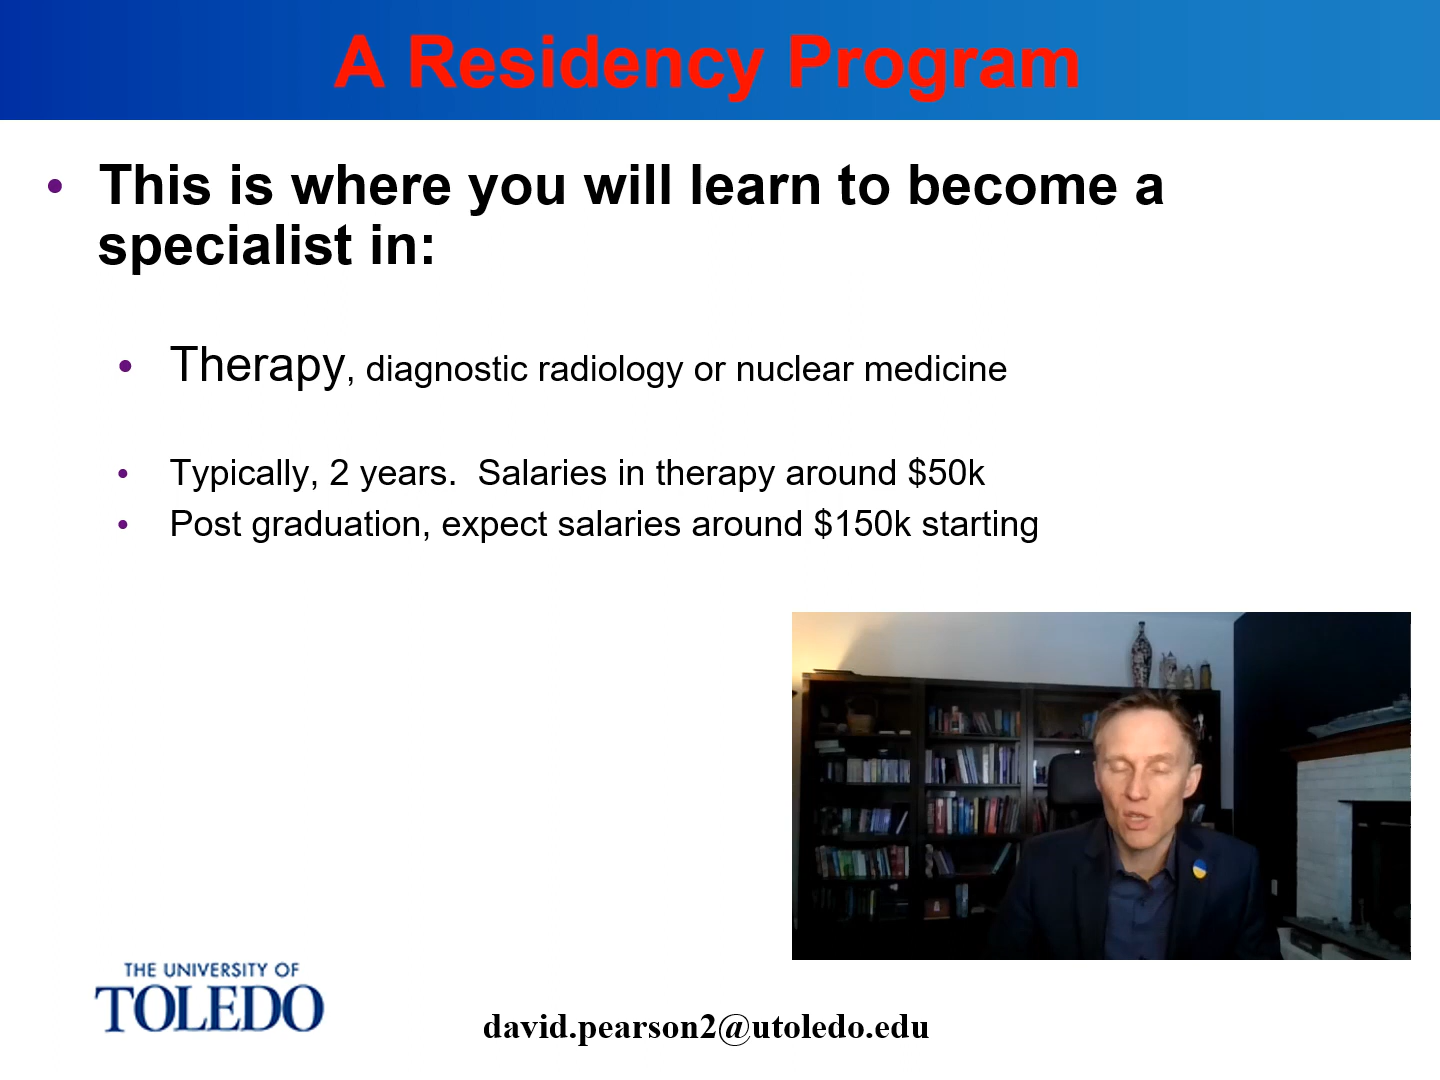 A Residency Program
• This is where you will learn to become a
specialist in:
• Therapy, diagnostic radiology or nuclear medicine
• Typically, 2 years.  Salaries in therapy around $50k
• Post graduation, expect salaries around $150k starting
THE UNIVERSITY OF
TOLEDO
david.pearson2@utoledo.edu